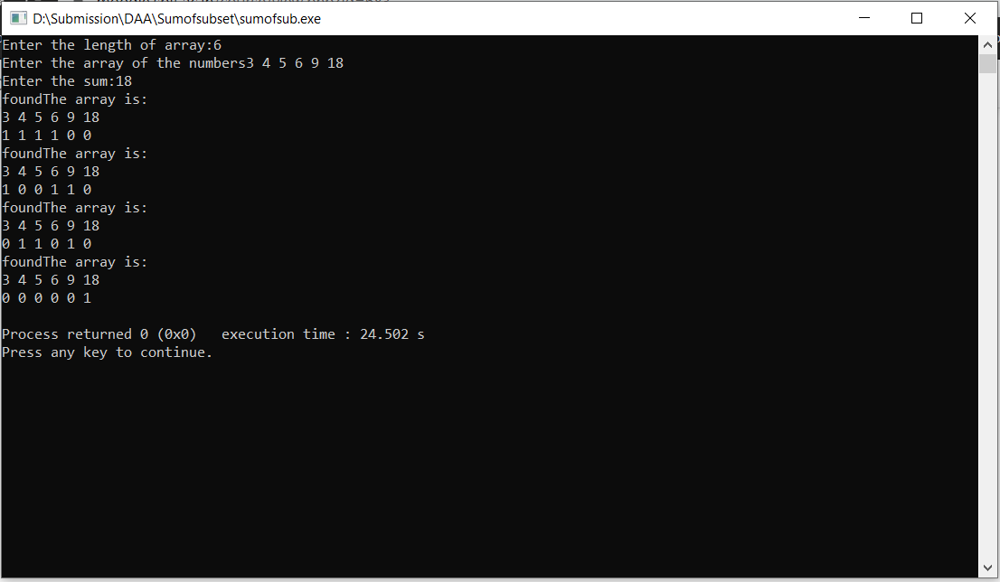 D:\Submission\DAA\Sumofsubset\sumofsub.exe
Enter the length of array:6
Enter the array of the numbers3 4 5 6 9 18
Enter the sum:18
foundThe array is:
3 4 5 6 9 18
1 1 1 1 0 0
foundThe array is:
3 4 5 6 9 18
1 0 0 1 1 0
foundThe array is:
3 4 5 6 9 18
0 1 1 0 1 0
foundThe array is:
3 4 5 6 9 18
0 0 0 0 0 1
Process returned 0 (0x0)   execution time : 24.502 s
Press any key to continue.